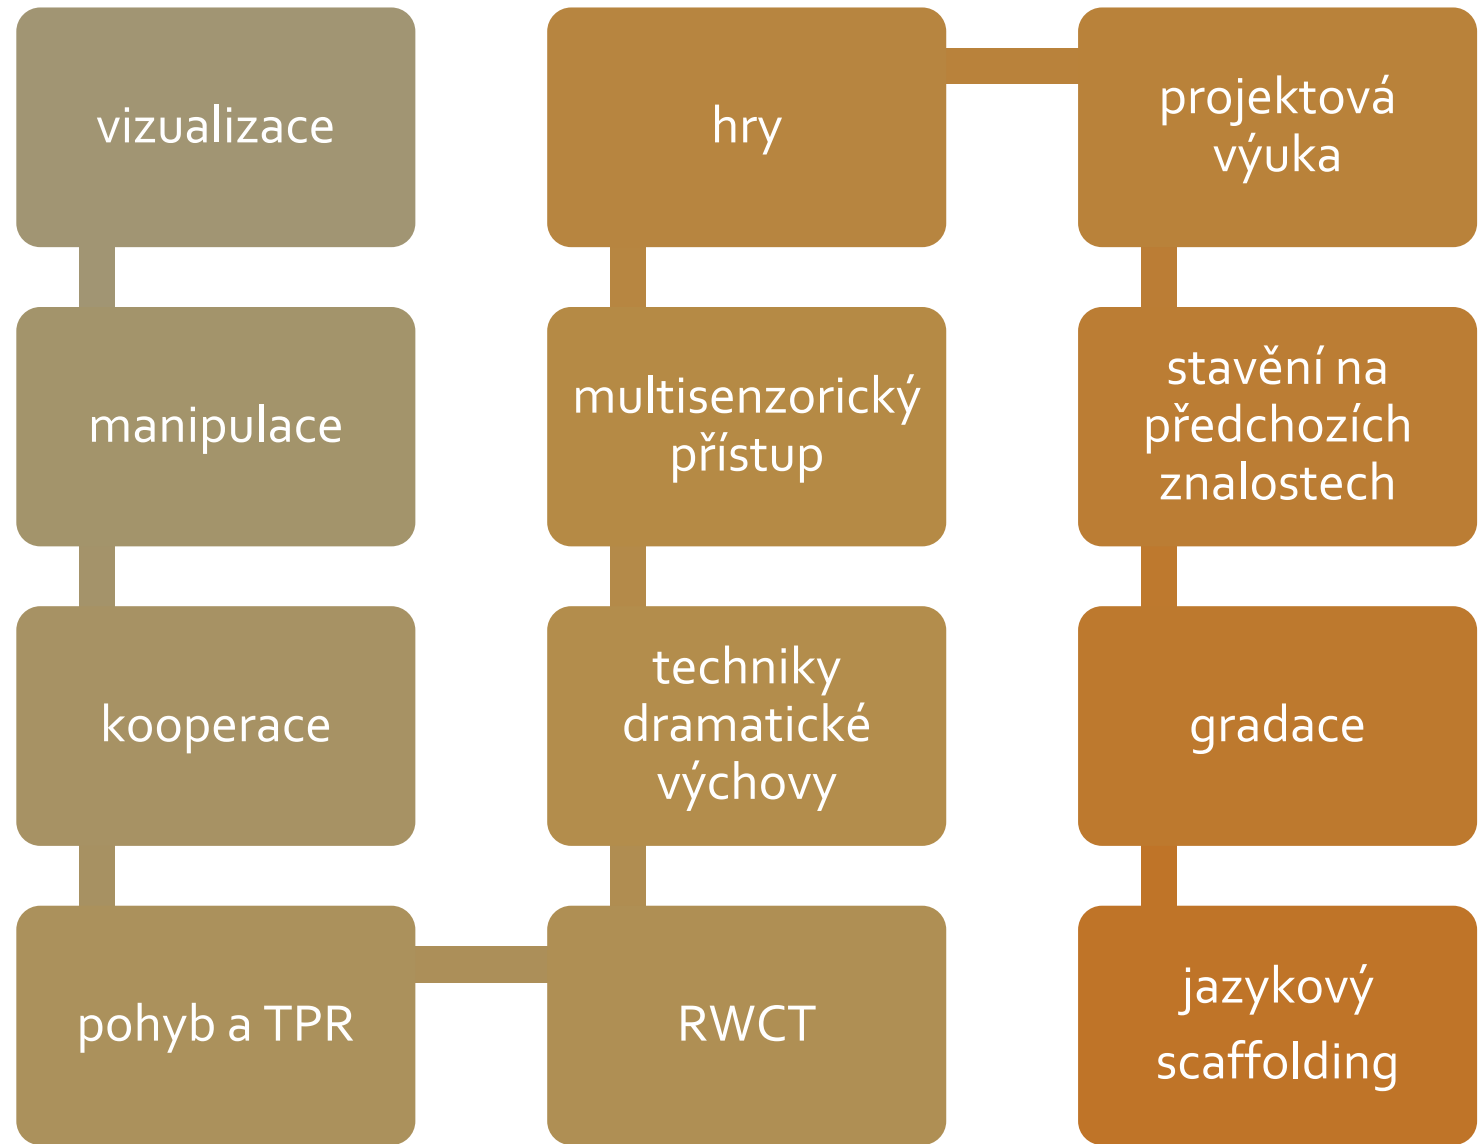 vizualizace
manipulace
kooperace
pohyb a TPR
RWCT
techniky
dramatické
výchovy
multisenzorický
přístup
hry
projektová
výuka
stavění na
předchozích
znalostech
gradace
jazykový
scaffolding